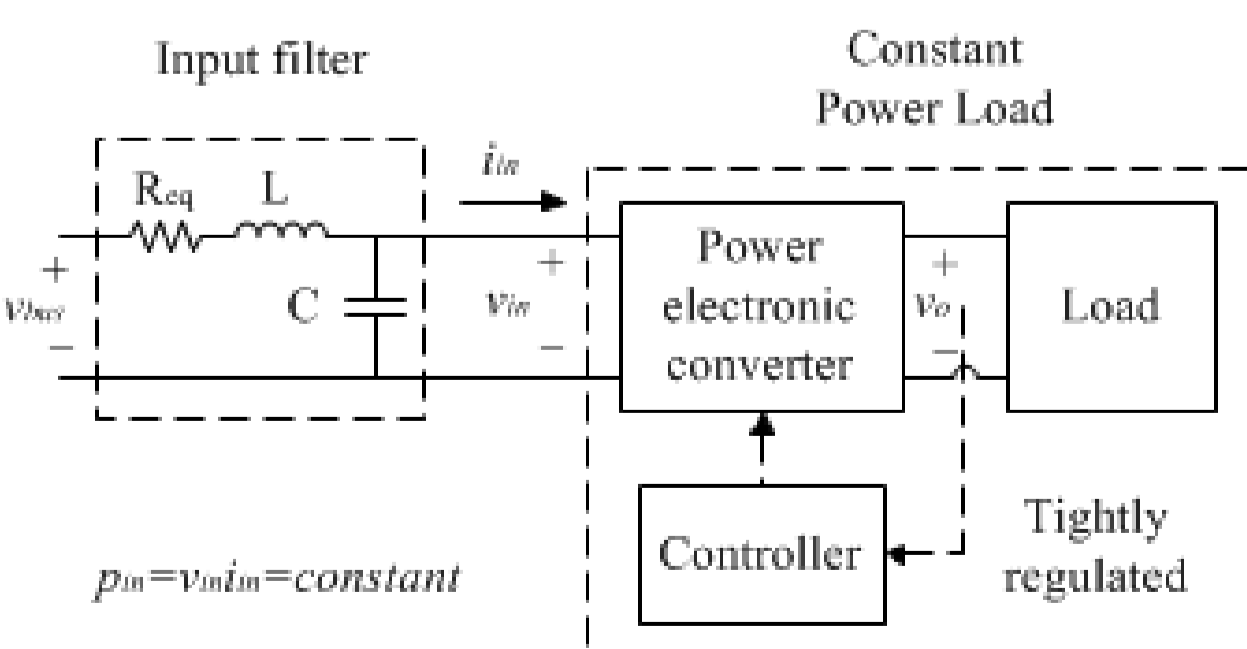 Input filter
Constant
Power Load
Req
L
iin
+
vbus
−
C
+
vin
−
Power
electronic
converter
+
vo
−
Load
Controller
Tightly
regulated
pin=viniin=constant